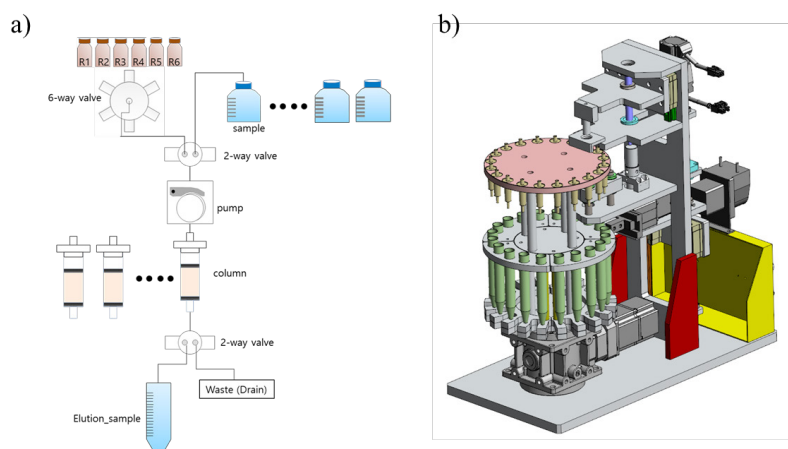 a)
b)
R1 R2 R3 R4 R5 R6
6-way valve
sample
2-way valve
pump
column
2-way valve
Waste (Drain)
Elution_sample